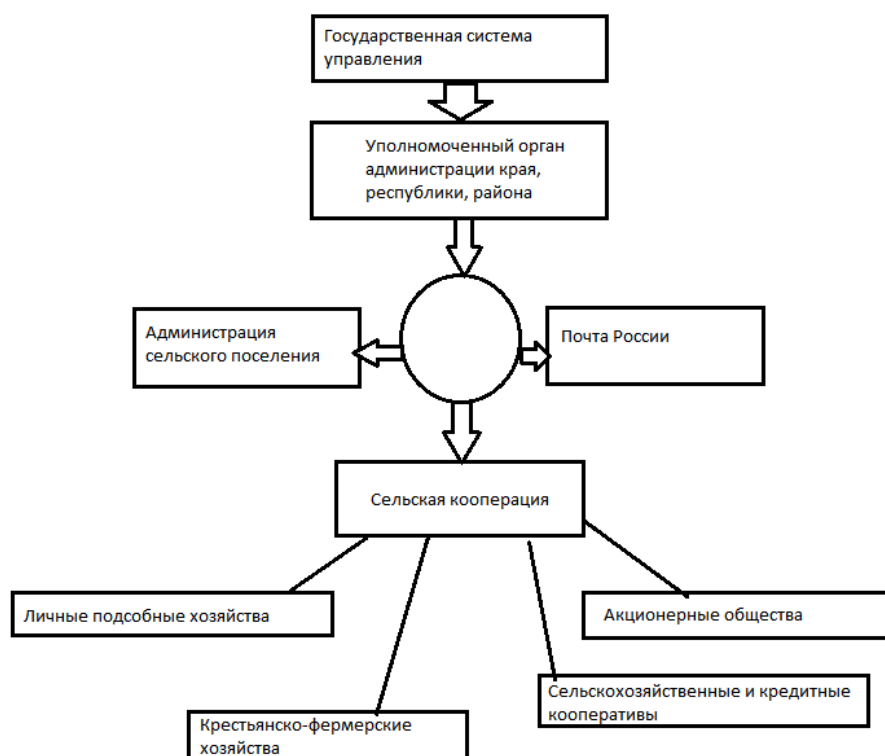 Государственная система
управления
Уполномоченный орган
администрации края,
республики, района
Администрация
сельского поселения
Почта России
Сельская кооперация
Личные подсобные хозяйства
Акционерные общества
Сельскохозяйственные и кредитные
кооперативы
Крестьянско-фермерские
хозяйства